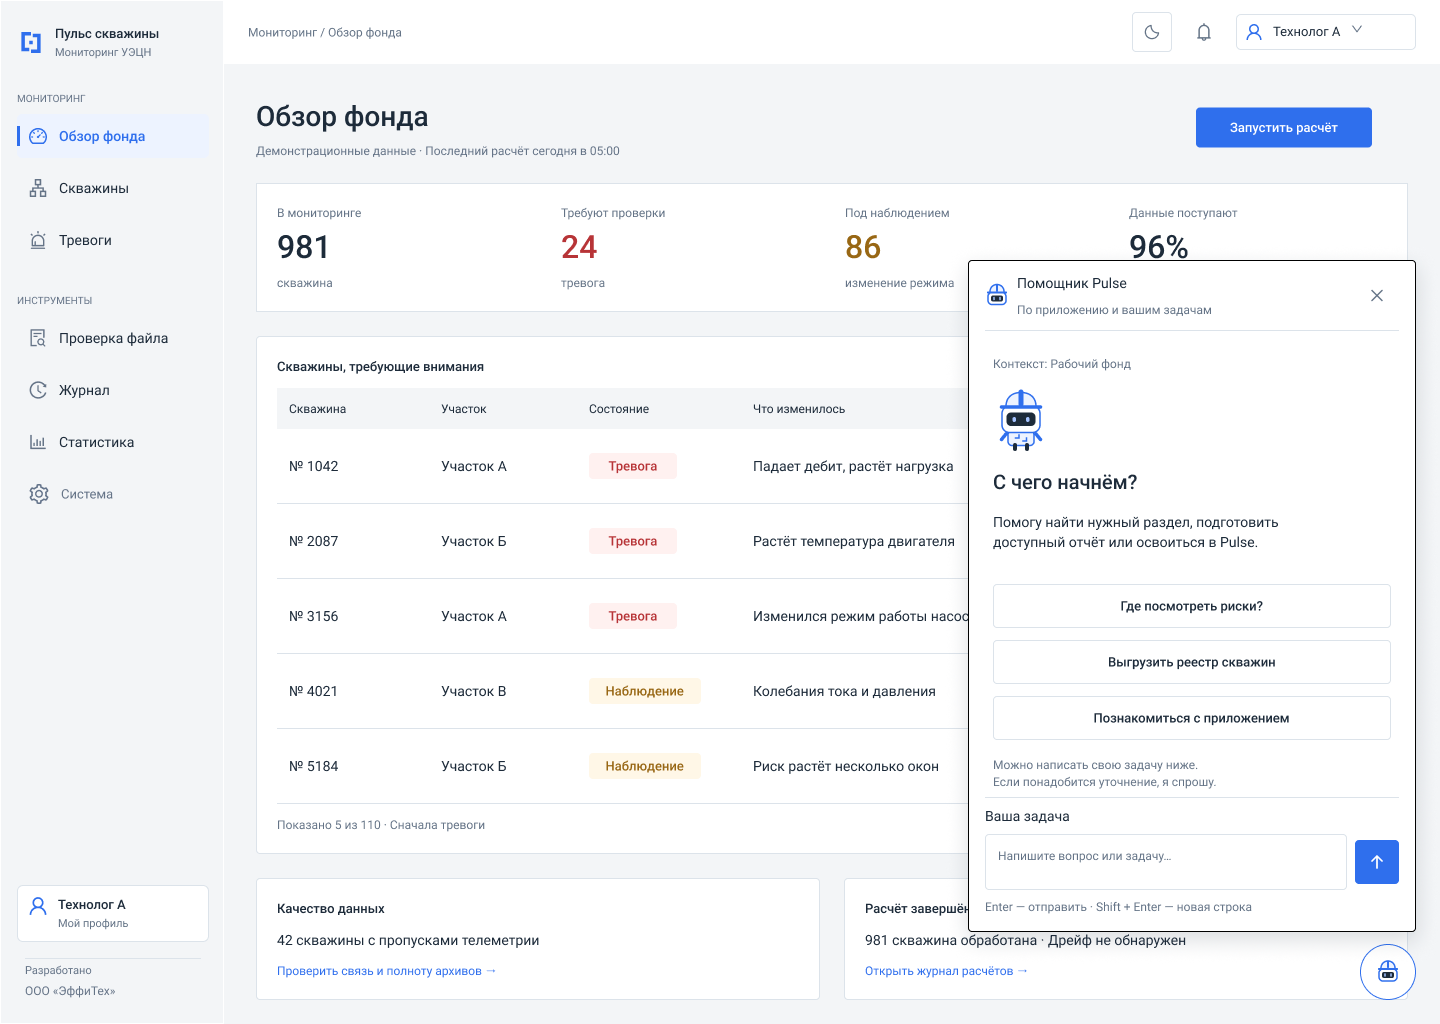 Пульс скважины
Мониторинг УЭЦН
МОНИТОРИНГ
Обзор фонда
Скважины
Тревоги
ИНСТРУМЕНТЫ
Проверка файла
Журнал
Статистика
Система
Технолог А
Мой профиль
Разработано
ООО «ЭффиТех»
Мониторинг / Обзор фонда
Технолог А
Обзор фонда
Демонстрационные данные · Последний расчёт сегодня в 05:00
Запустить расчёт
В мониторинге
981
скважина
Требуют проверки
24
тревога
Под наблюдением
86
изменение режима
Данные поступают
96%
Скважины, требующие внимания
Скважина Участок Состояние Что изменилось
№ 1042 Участок А Тревога Падает дебит, растёт нагрузка
№ 2087 Участок Б Тревога Растёт температура двигателя
№ 3156 Участок А Тревога Изменился режим работы насос
№ 4021 Участок В Наблюдение Колебания тока и давления
№ 5184 Участок Б Наблюдение Риск растёт несколько окон
Показано 5 из 110 · Сначала тревоги
Качество данных
42 скважины с пропусками телеметрии
Проверить связь и полноту архивов →
Расчёт завершён
981 скважина обработана · Дрейф не обнаружен
Открыть журнал расчётов →
Помощник Pulse
По приложению и вашим задачам
Контекст: Рабочий фонд
С чего начнём?
Помогу найти нужный раздел, подготовить
доступный отчёт или освоиться в Pulse.
Где посмотреть риски?
Выгрузить реестр скважин
Познакомиться с приложением
Можно написать свою задачу ниже.
Если понадобится уточнение, я спрошу.
Ваша задача
Напишите вопрос или задачу…
Enter — отправить · Shift + Enter — новая строка